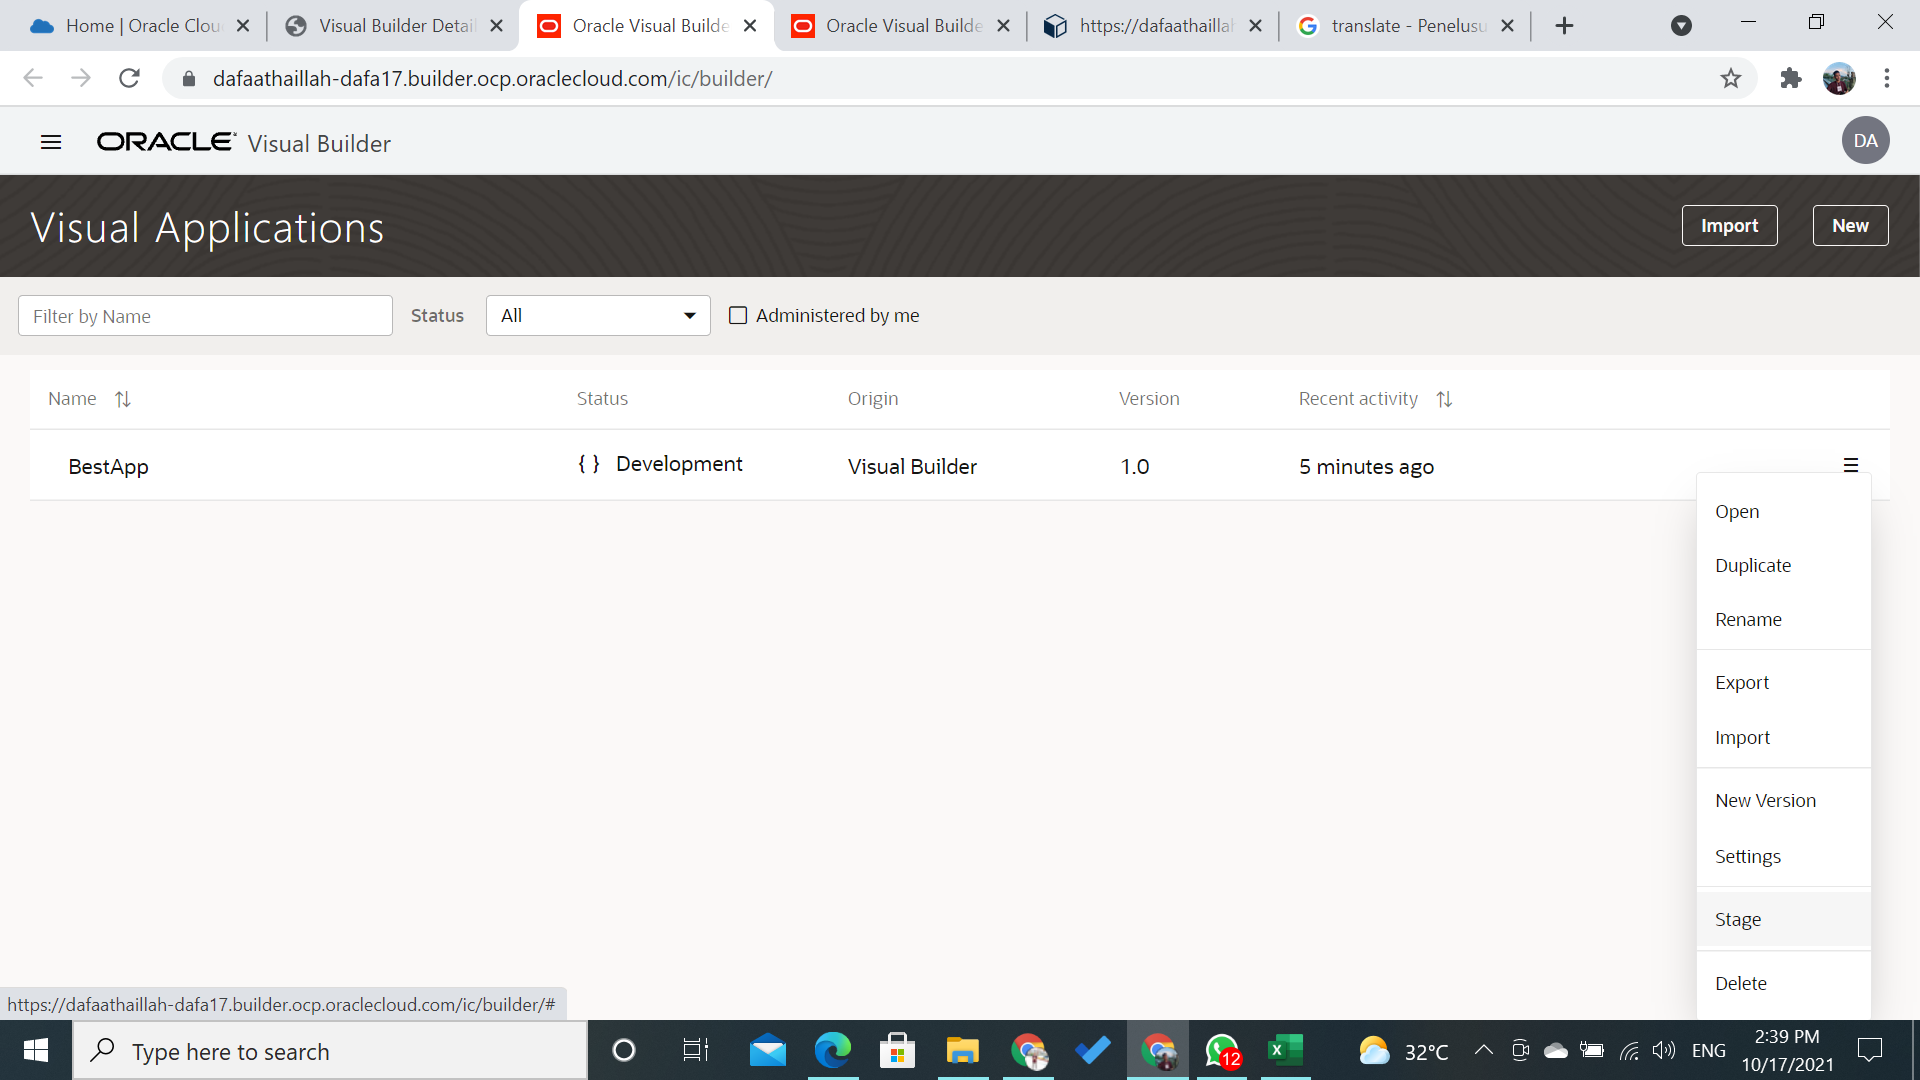 Home | Oracle Clou
Visual Builder Detail
Oracle Visual Builde
Oracle Visual Builde
https://dafaathaillah
translate - Penelusu
dafaathaillah-dafa17.builder.ocp.oraclecloud.com/ic/builder/
ORACLE Visual Builder
DA
Visual Applications
Import
New
Filter by Name
Status
All
Administered by me
Name
Status
Origin
Version
Recent activity
BestApp
{ } Development
Visual Builder
1.0
5 minutes ago
Open
Duplicate
Rename
Export
Import
New Version
Settings
Stage
Delete
https://dafaathaillah-dafa17.builder.ocp.oraclecloud.com/ic/builder/#
Type here to search
12
32°C
ENG
2:39 PM
10/17/2021